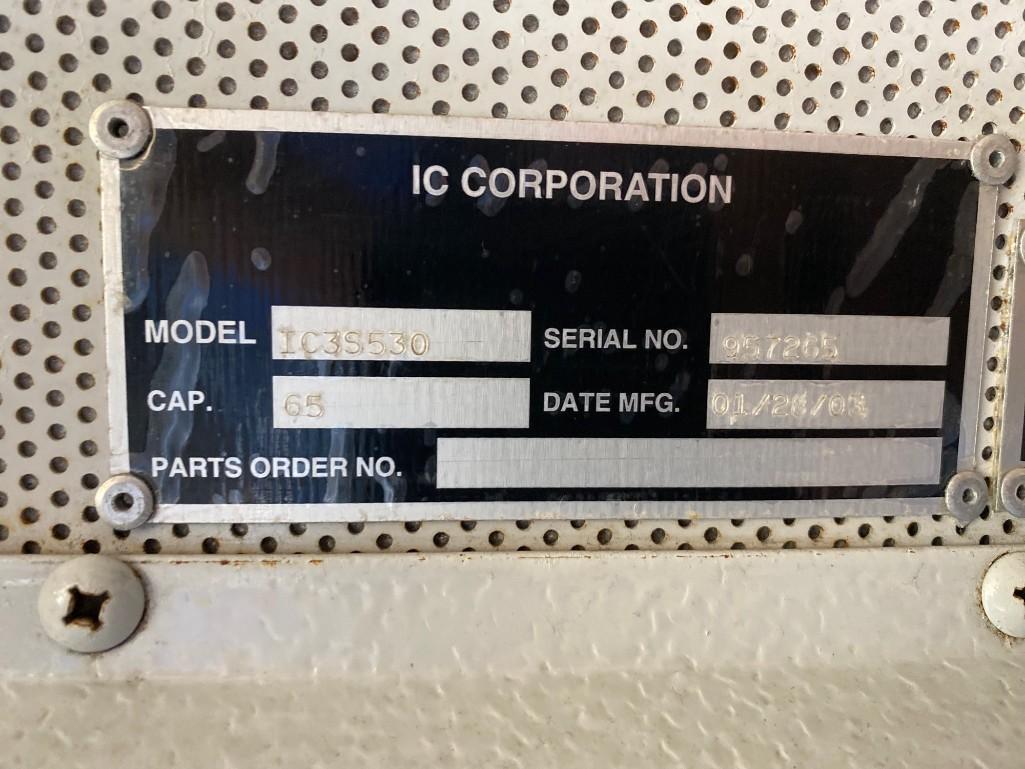 IC CORPORATION
MODEL IC3S530 SERIAL NO. 957265
CAP. 65 DATE MFG.
PARTS ORDER NO.